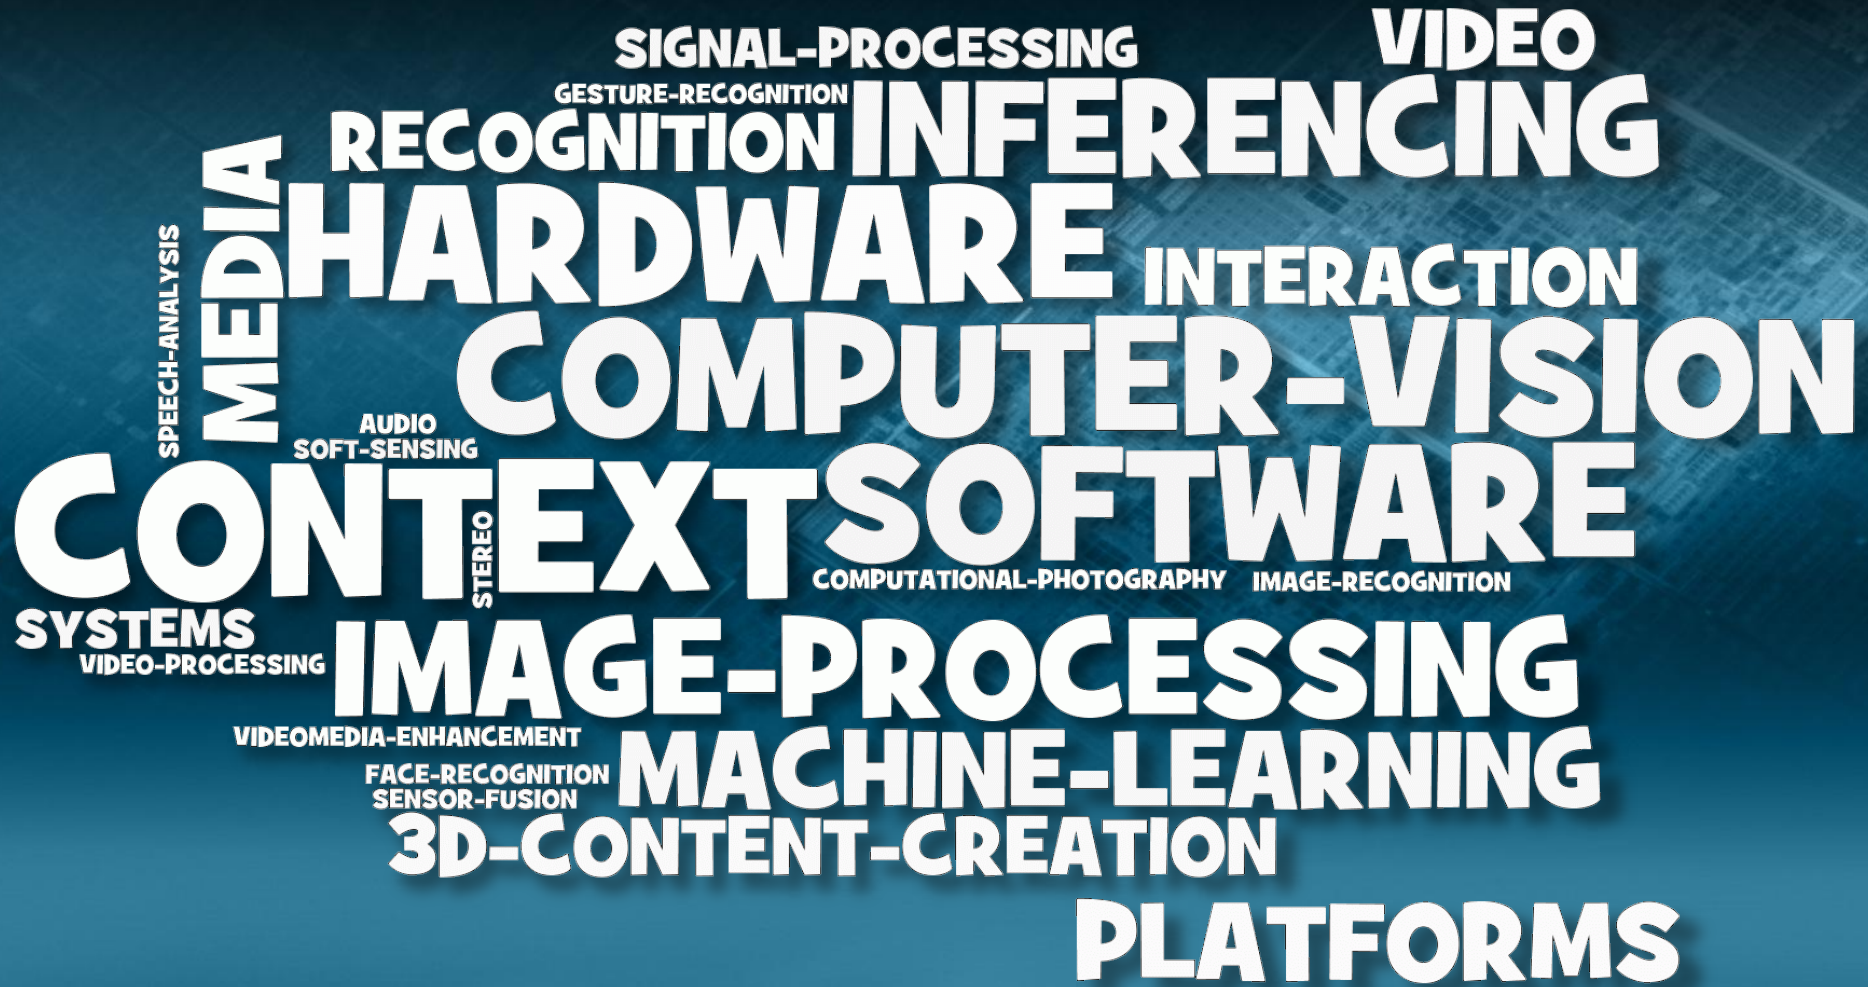 VIDEO
SIGNAL-PROCESSING
GESTURE-RECOGNITION
INFERENCING
RECOGNITION
MEDIA
HARDWARE
SPEECH-ANALYSIS
INTERACTION
COMPUTER-VISION
AUDIO
SOFT-SENSING
CONTEXT
SOFTWARE
STEREO
COMPUTATIONAL-PHOTOGRAPHY
IMAGE-RECOGNITION
SYSTEMS
VIDEO-PROCESSING
IMAGE-PROCESSING
VIDEOMEDIA-ENHANCEMENT
MACHINE-LEARNING
FACE-RECOGNITION
SENSOR-FUSION
3D-CONTENT-CREATION
PLATFORMS